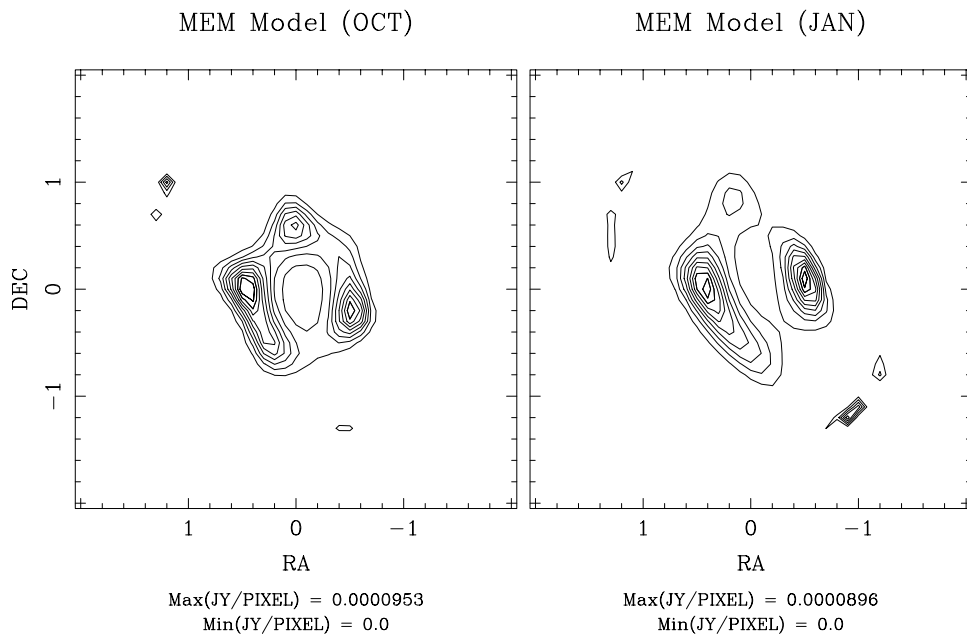 MEM Model (OCT)
MEM Model (JAN)
DEC
1
0
−1
1
0
−1
1
0
−1
RA
RA
Max(JY/PIXEL) = 0.0000953
Min(JY/PIXEL) = 0.0
Max(JY/PIXEL) = 0.0000896
Min(JY/PIXEL) = 0.0